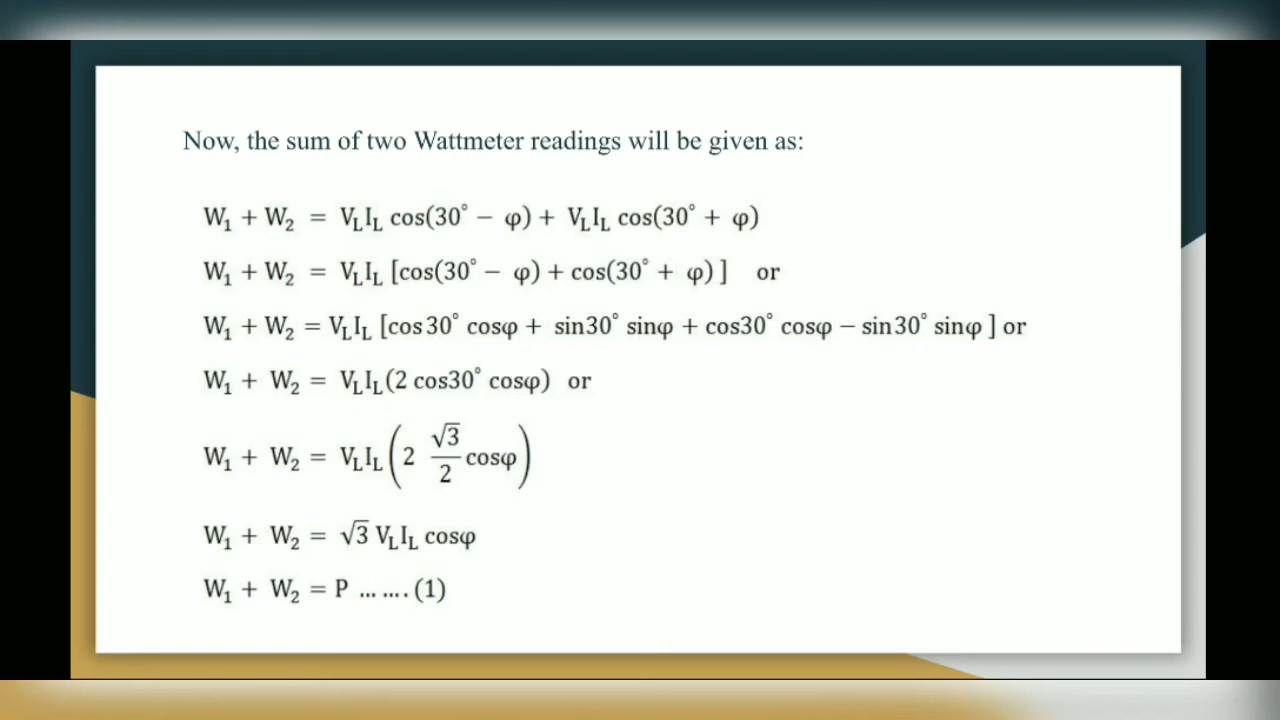 Now, the sum of two Wattmeter readings will be given as:
W₁ + W₂ = V_L I_L cos(30° − φ) + V_L I_L cos(30° + φ)
W₁ + W₂ = V_L I_L [cos(30° − φ) + cos(30° + φ) ] or
W₁ + W₂ = V_L I_L [cos 30° cosφ + sin30° sinφ + cos30° cosφ − sin30° sinφ ] or
W₁ + W₂ = V_L I_L (2 cos30° cosφ) or
W₁ + W₂ = V_L I_L (2 √3/2 cosφ)
W₁ + W₂ = √3 V_L I_L cosφ
W₁ + W₂ = P ... .... (1)